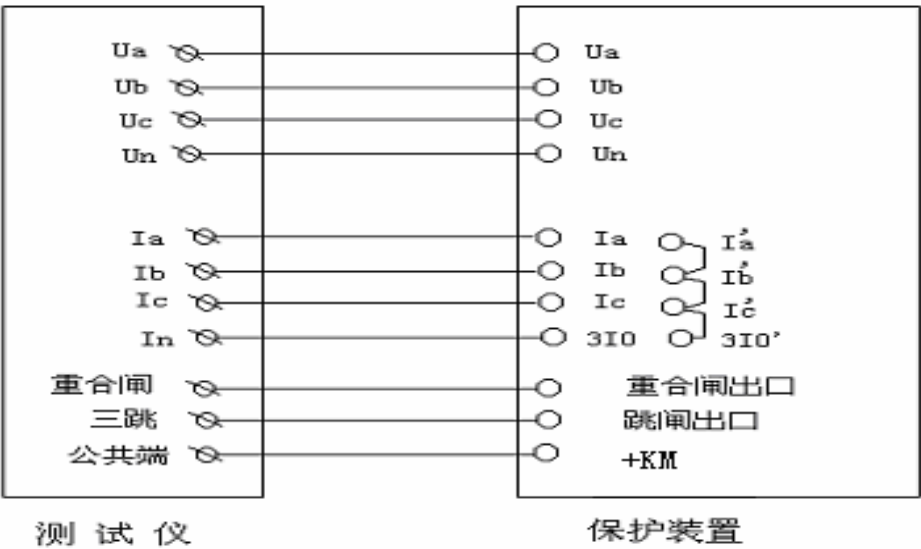 Ua Ua
Ub Ub
Uc Uc
Un Un
Ia Ia I'a
Ib Ib I'b
Ic Ic I'c
In 3I0 3I0'
重合闸 重合闸出口
三跳 跳闸出口
公共端 +KM
测试仪 保护装置